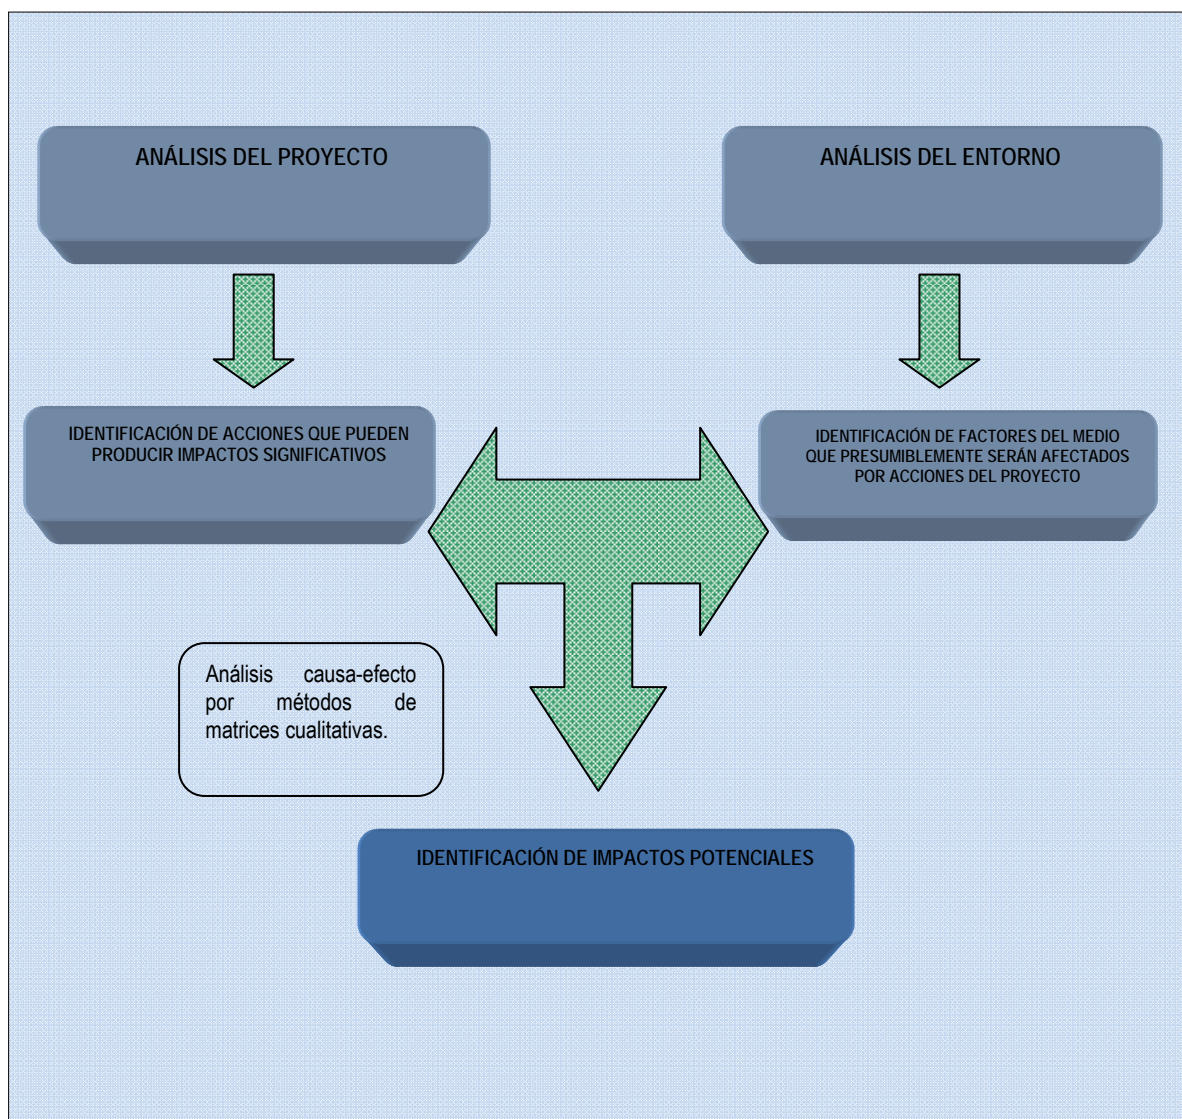 ANÁLISIS DEL PROYECTO
ANÁLISIS DEL ENTORNO
IDENTIFICACIÓN DE ACCIONES QUE PUEDEN
PRODUCIR IMPACTOS SIGNIFICATIVOS
IDENTIFICACIÓN DE FACTORES DEL MEDIO
QUE PRESUMIBLEMENTE SERÁN AFECTADOS
POR ACCIONES DEL PROYECTO
Análisis causa-efecto
por métodos de
matrices cualitativas.
IDENTIFICACIÓN DE IMPACTOS POTENCIALES